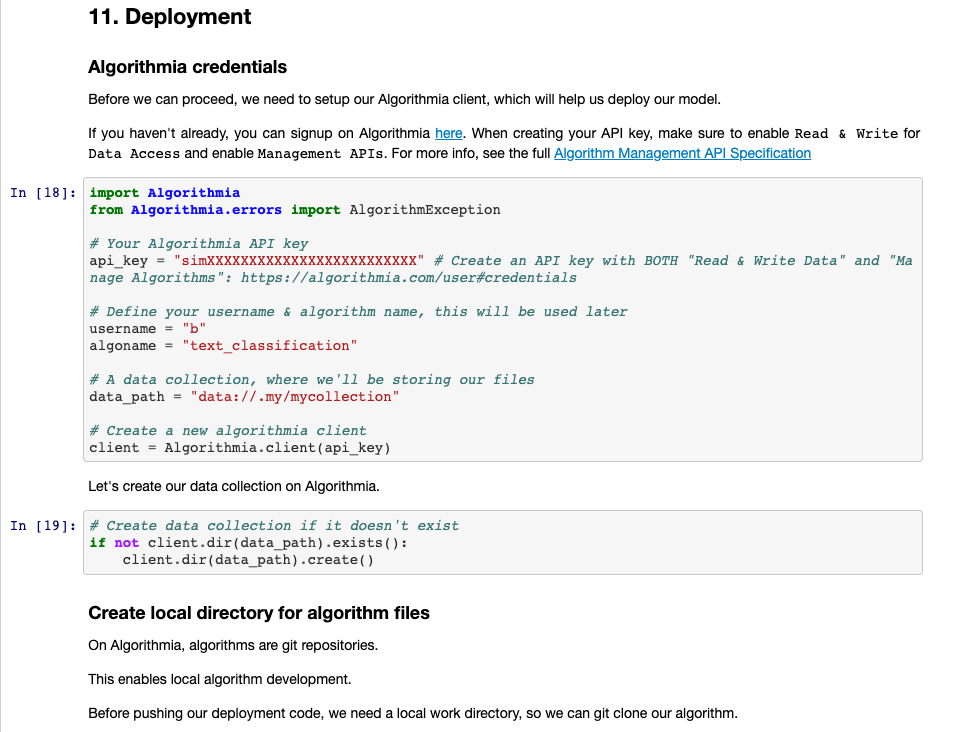 11. Deployment
Algorithmia credentials
Before we can proceed, we need to setup our Algorithmia client, which will help us deploy our model.
If you haven't already, you can signup on Algorithmia here. When creating your API key, make sure to enable Read & Write for
Data Access and enable Management APIs. For more info, see the full Algorithm Management API Specification
In [18]: import Algorithmia
from Algorithmia.errors import AlgorithmException
# Your Algorithmia API key
api_key = "simXXXXXXXXXXXXXXXXXXXXXXXXX" # Create an API key with BOTH "Read & Write Data" and "Ma
nage Algorithms": https://algorithmia.com/user#credentials
# Define your username & algorithm name, this will be used later
username = "b"
algoname = "text_classification"
# A data collection, where we'll be storing our files
data_path = "data://.my/mycollection"
# Create a new algorithmia client
client = Algorithmia.client(api_key)
Let's create our data collection on Algorithmia.
In [19]: # Create data collection if it doesn't exist
if not client.dir(data_path).exists():
    client.dir(data_path).create()
Create local directory for algorithm files
On Algorithmia, algorithms are git repositories.
This enables local algorithm development.
Before pushing our deployment code, we need a local work directory, so we can git clone our algorithm.